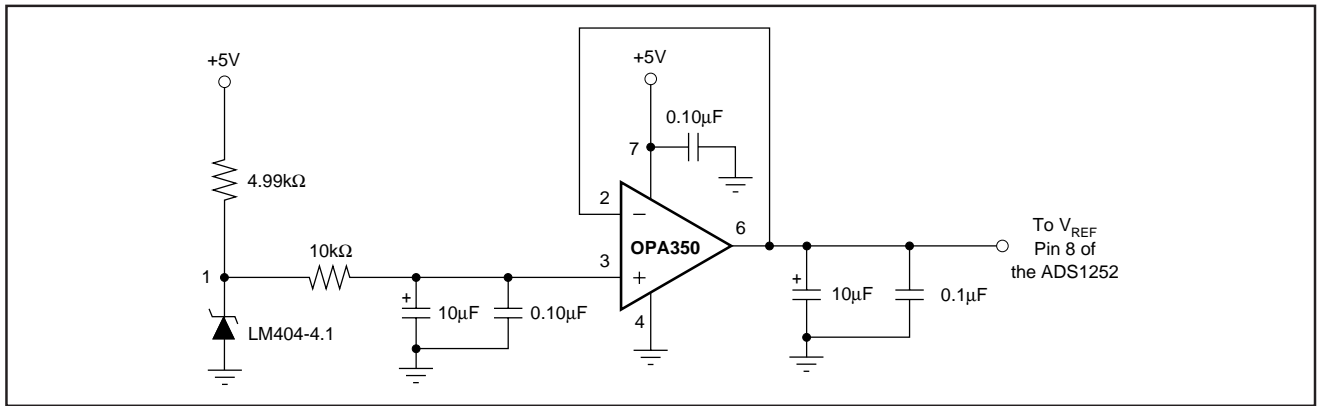 +5V
+5V
0.10µF
7
4.99kΩ
2
−
6
To VREF
Pin 8 of
the ADS1252
OPA350
10kΩ
1
3
+
+
10µF
0.10µF
+
10µF
0.1µF
4
LM404-4.1